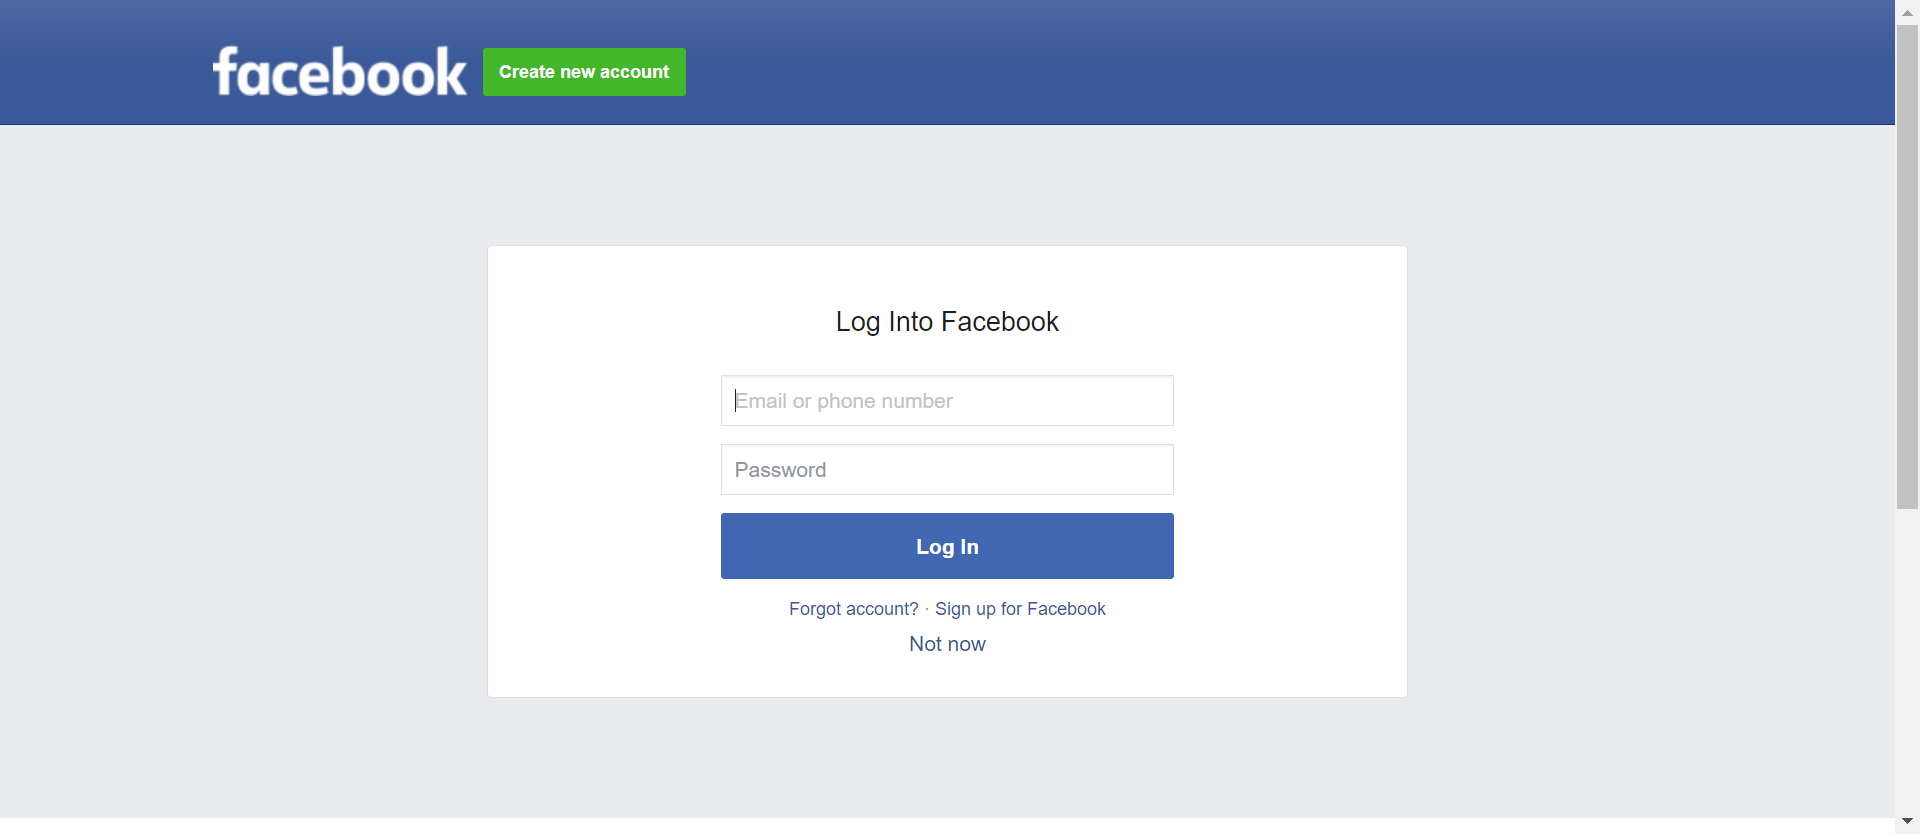 facebook
Create new account
Log Into Facebook
Email or phone number
Password
Log In
Forgot account? · Sign up for Facebook
Not now